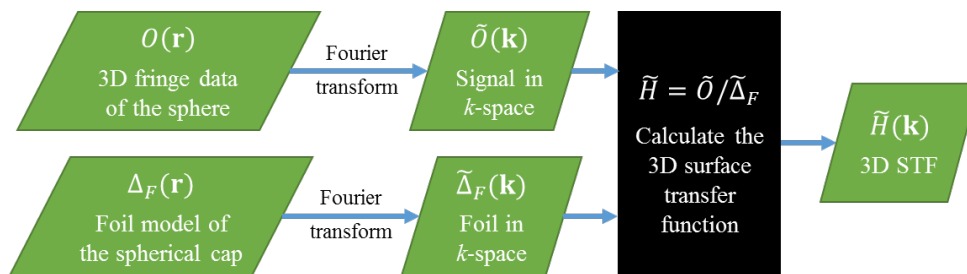 O(𝐫)
3D fringe data
of the sphere
Fourier
transform
Õ(𝐤)
Signal in
k-space
Δ_F(𝐫)
Foil model of
the spherical cap
Fourier
transform
Δ̃_F(𝐤)
Foil in
k-space
H̃ = Õ/Δ̃_F
Calculate the
3D surface
transfer
function
H̃(𝐤)
3D STF